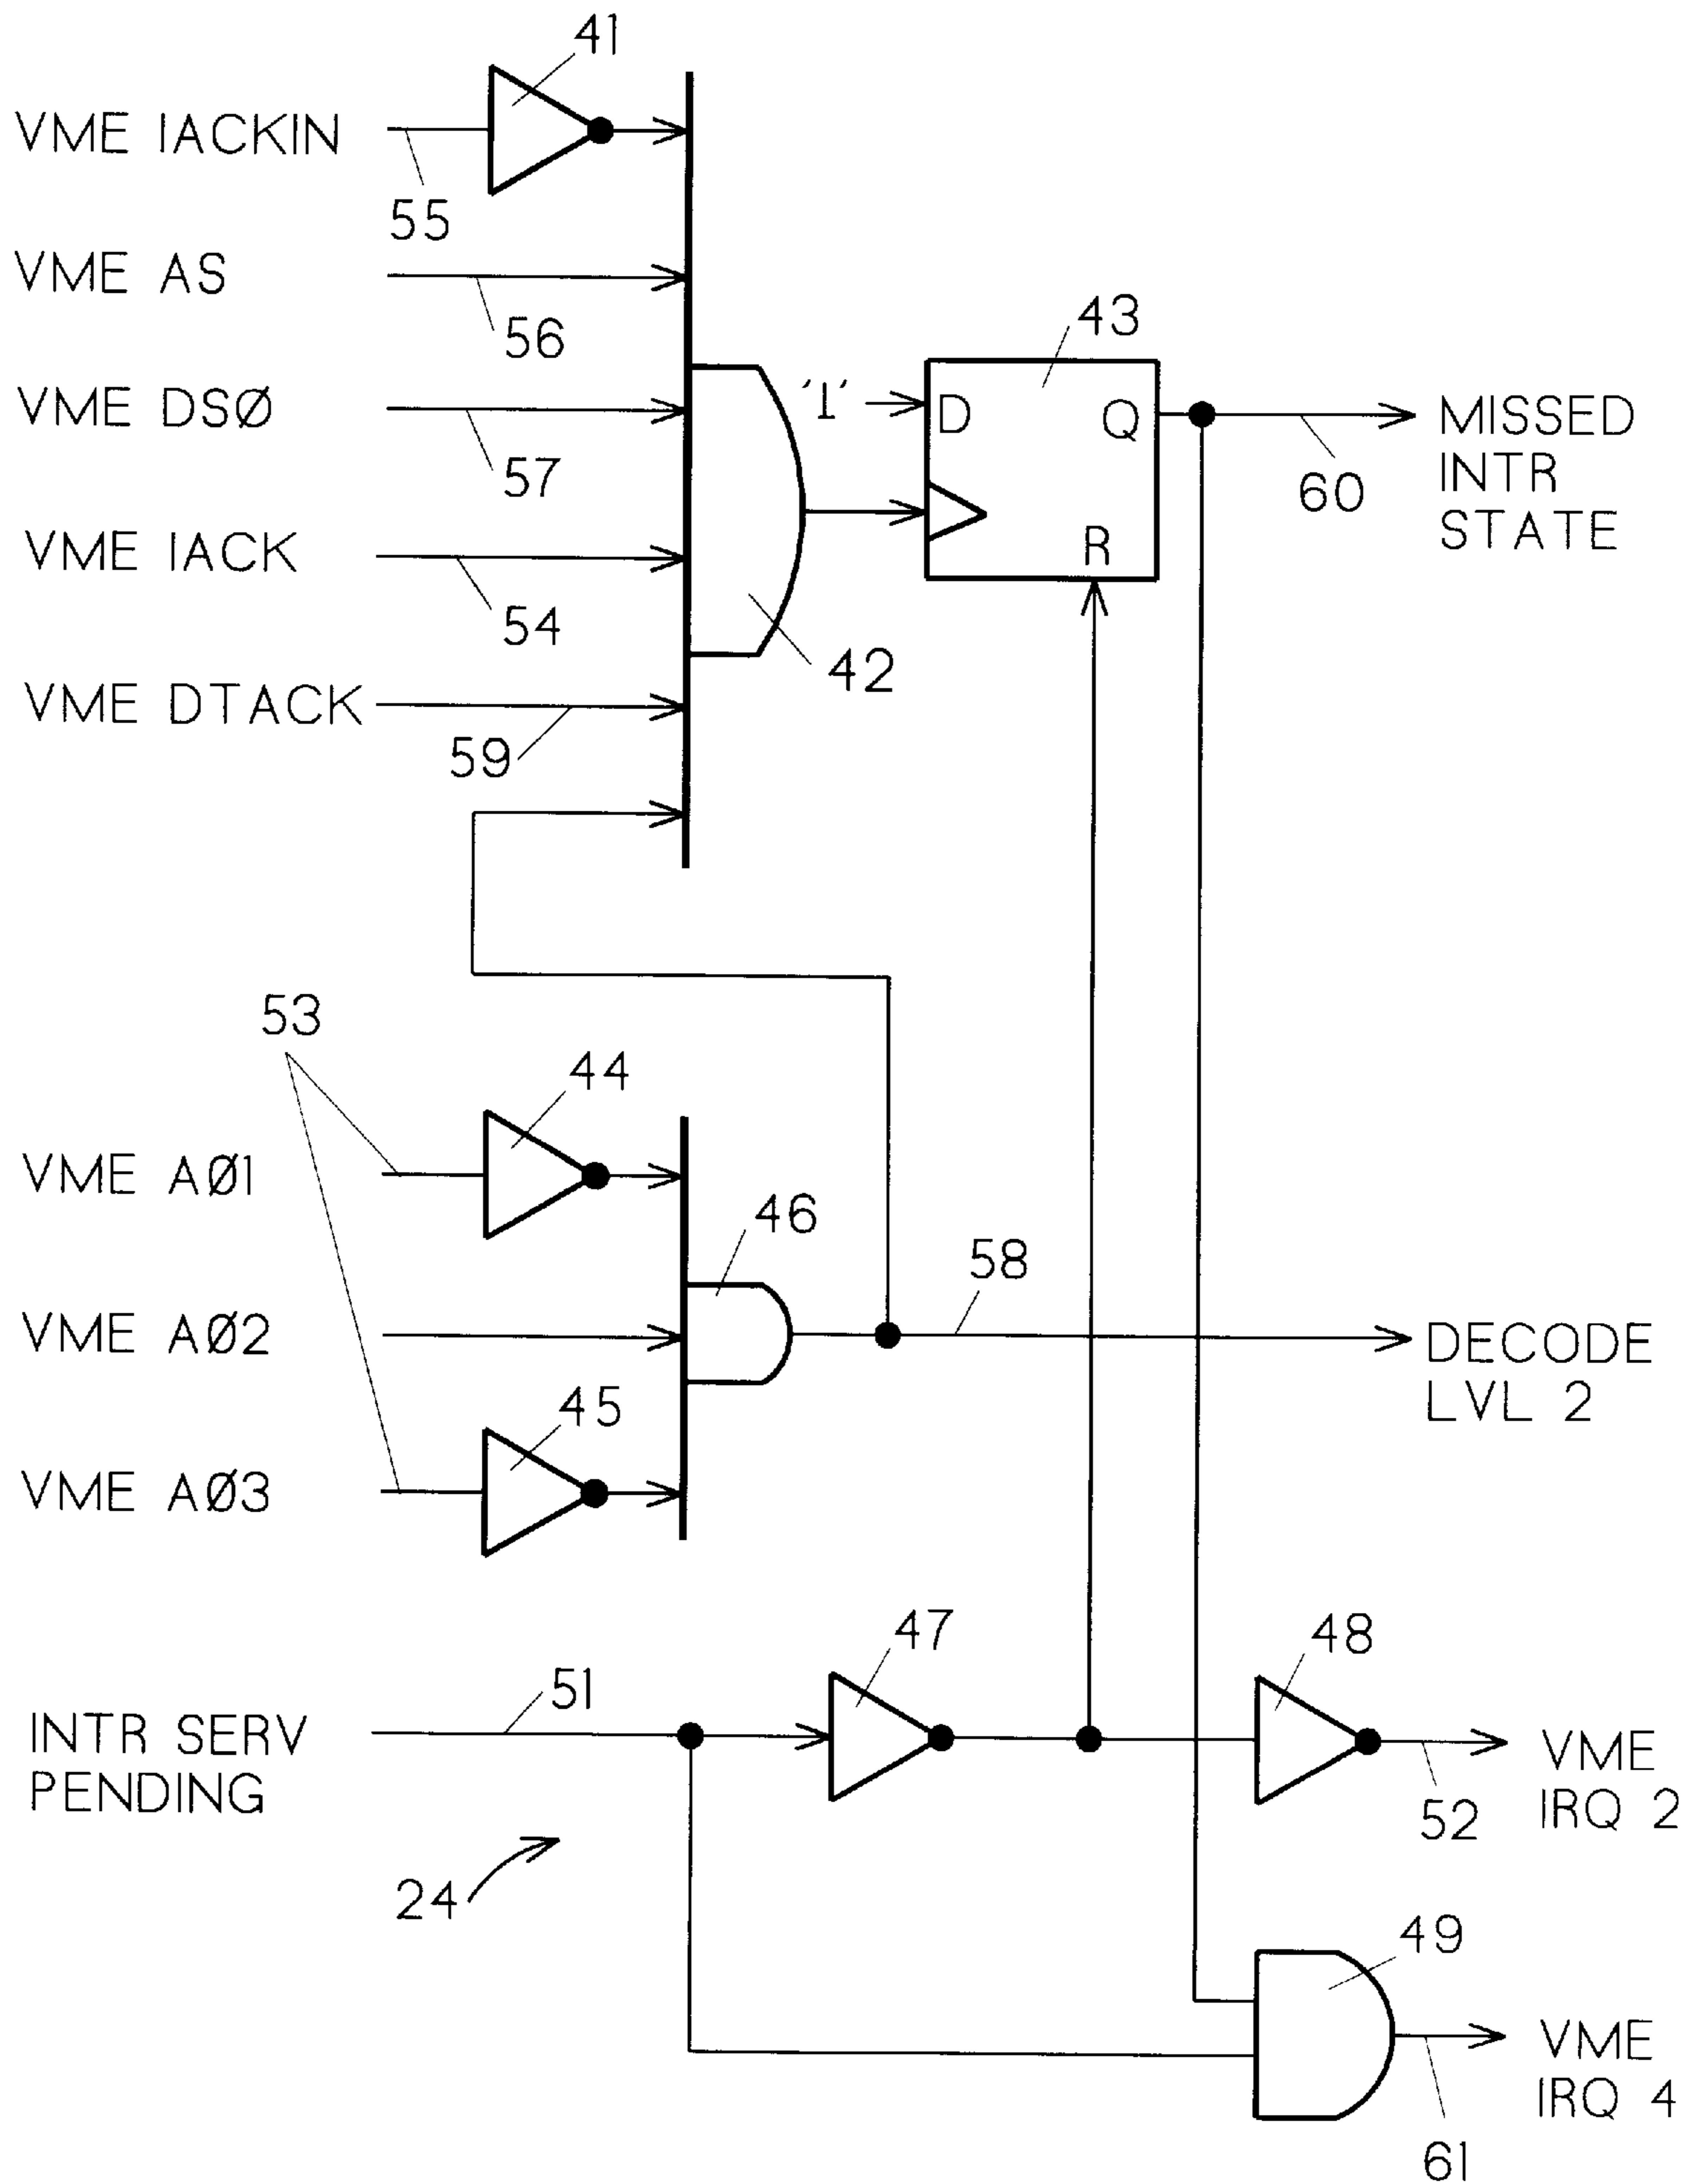 41
VME IACKIN
55
VME AS
56
43
VME DSØ
'1'
D
Q
MISSED
INTR
STATE
57
60
VME IACK
R
54
42
VME DTACK
59
53
44
VME AØ1
46
58
VME AØ2
DECODE
LVL 2
45
VME AØ3
47
48
51
INTR SERV
PENDING
VME
IRQ 2
52
24
49
VME
IRQ 4
61